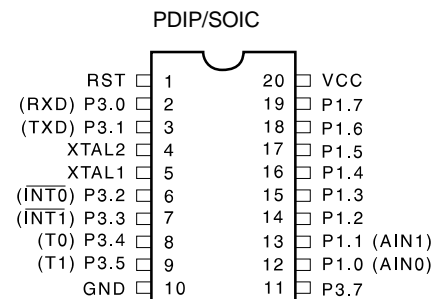 PDIP/SOIC
RST 1 20 VCC
(RXD) P3.0 2 19 P1.7
(TXD) P3.1 3 18 P1.6
XTAL2 4 17 P1.5
XTAL1 5 16 P1.4
(INT0) P3.2 6 15 P1.3
(INT1) P3.3 7 14 P1.2
(T0) P3.4 8 13 P1.1 (AIN1)
(T1) P3.5 9 12 P1.0 (AIN0)
GND 10 11 P3.7